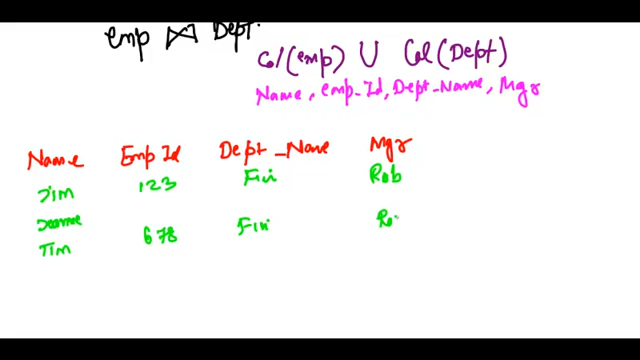 Emp ⋈ Dept.
Col(emp) U Col(Dept)
Name, Emp_Id, Dept_Name, Mgr
Name Emp Id Dept_Name Mgr
Jim 123 Fin Rob
Tim 678 Fin